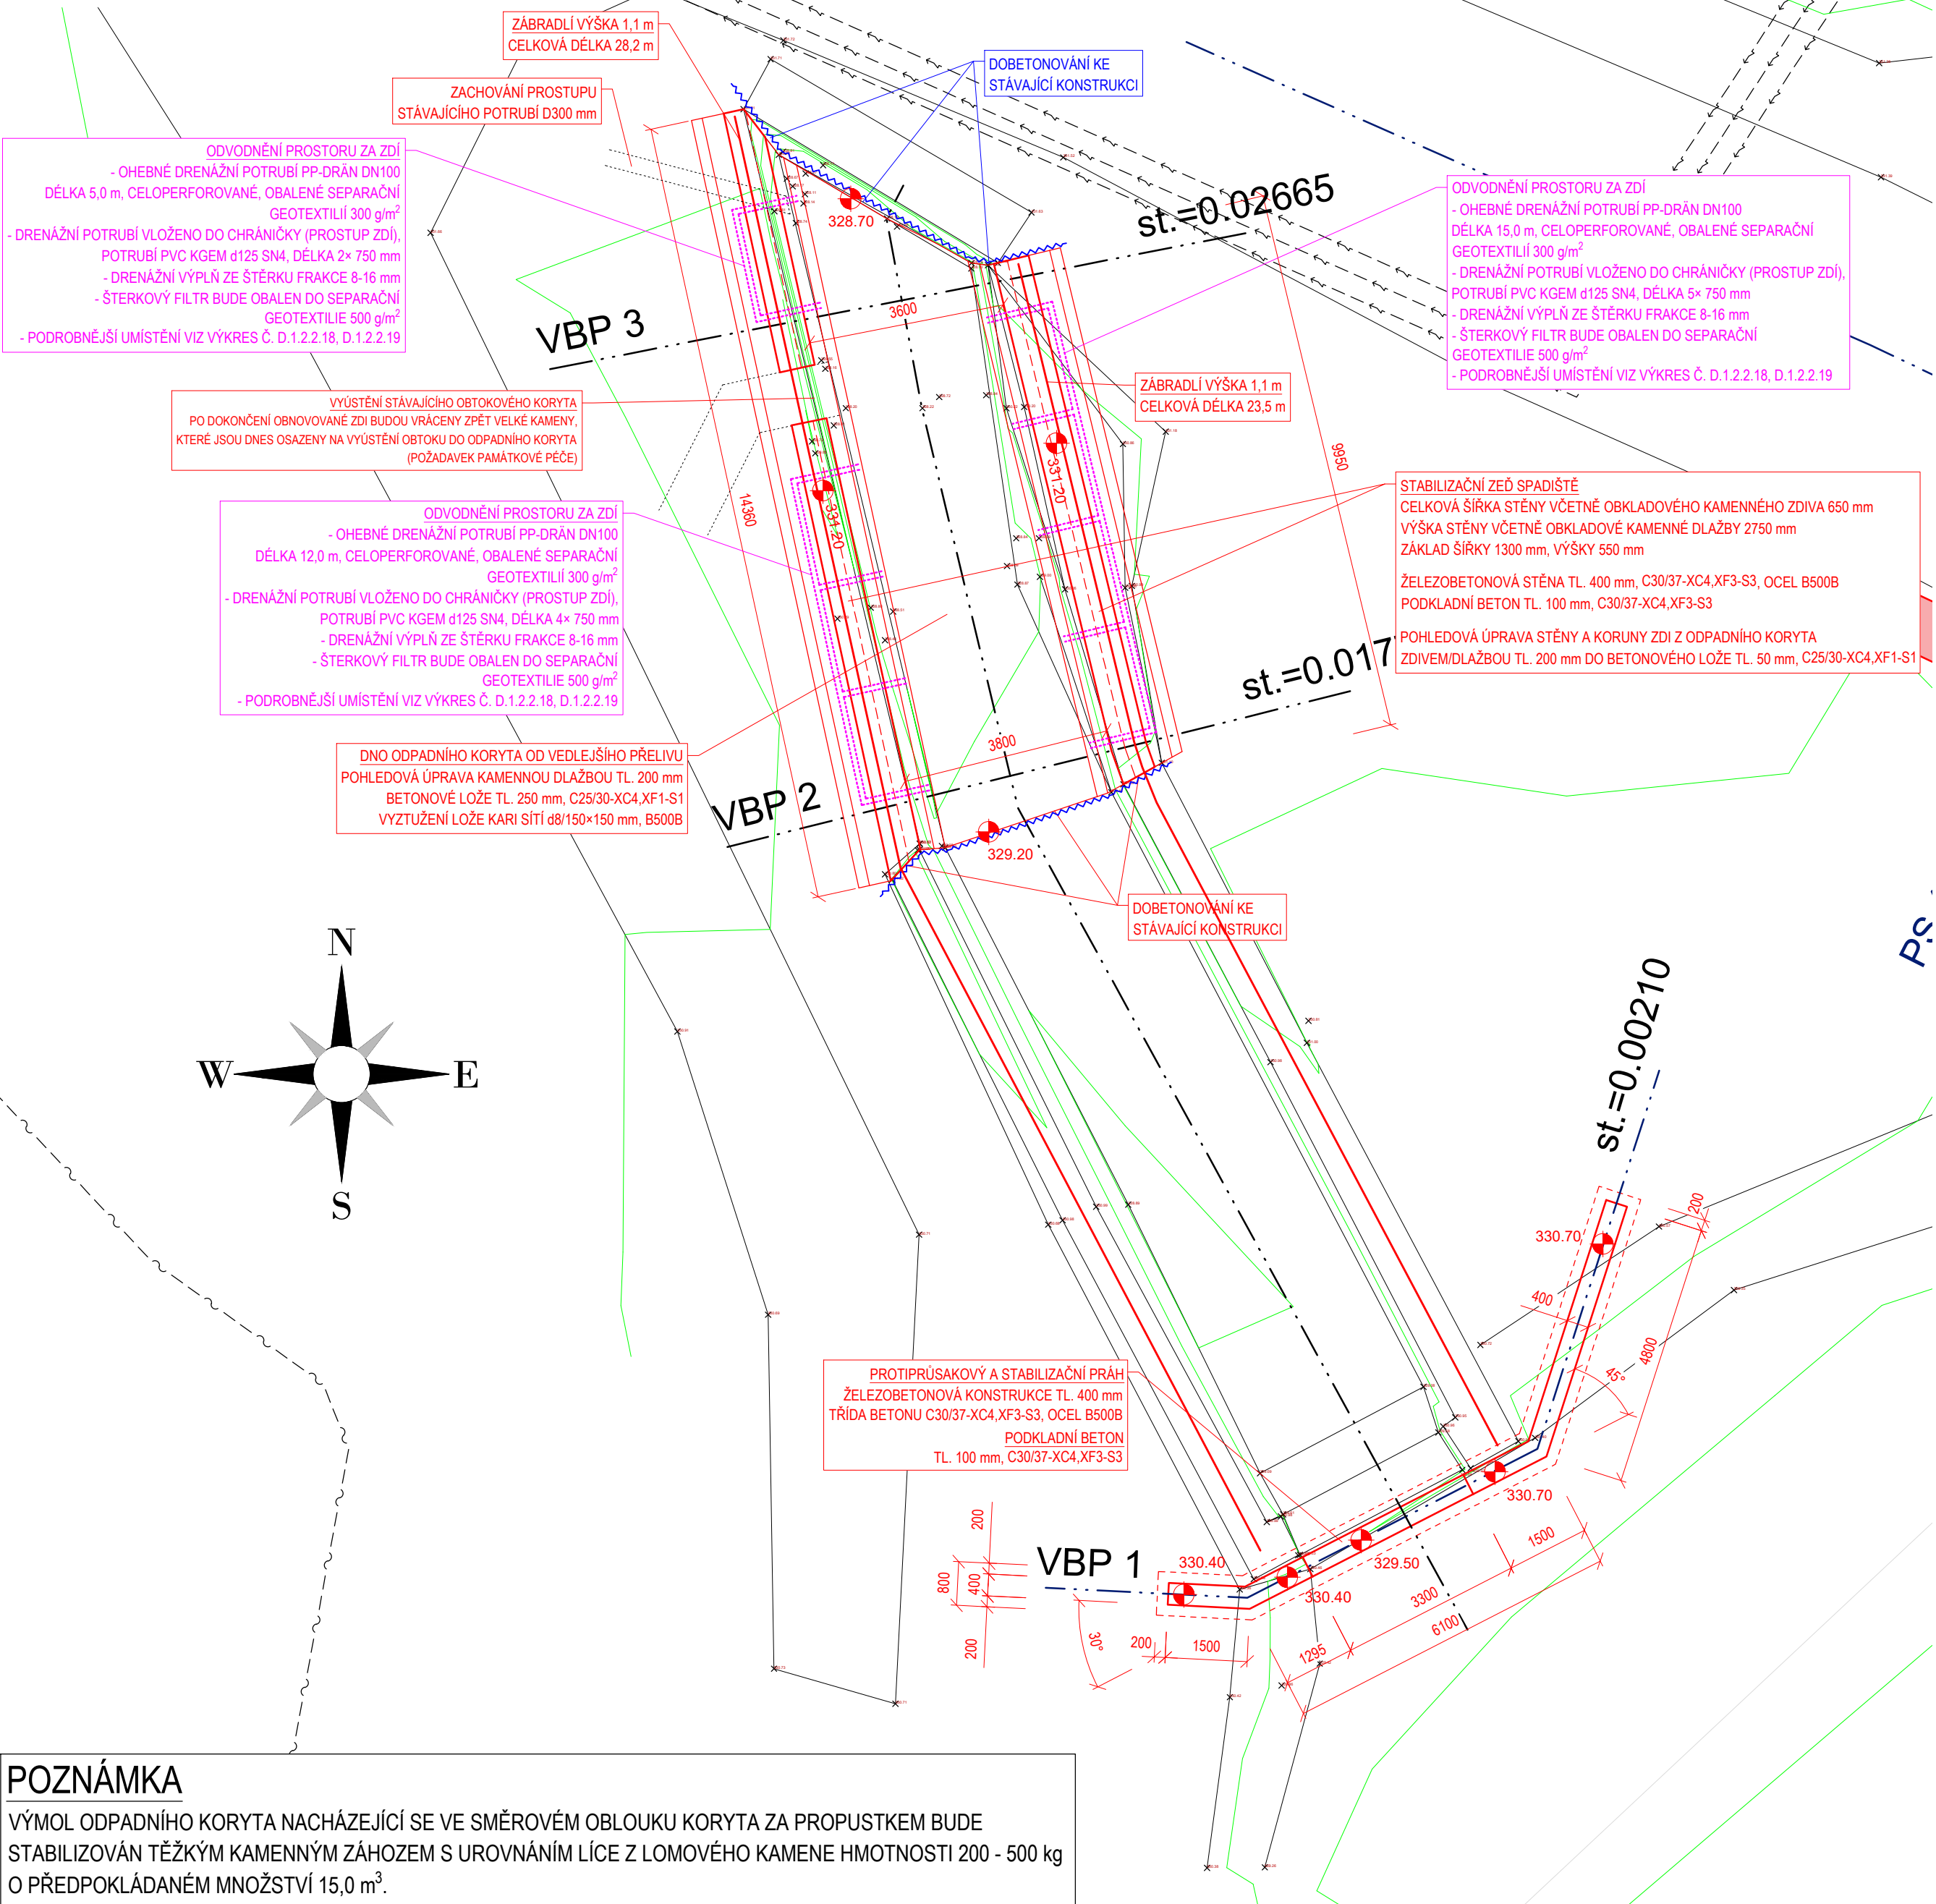 ZÁBRADLÍ VÝŠKA 1,1 m
CELKOVÁ DÉLKA 28,2 m
DOBETONOVÁNÍ KE
STÁVAJÍCÍ KONSTRUKCI
ZACHOVÁNÍ PROSTUPU
STÁVAJÍCÍHO POTRUBÍ D300 mm
ODVODNĚNÍ PROSTORU ZA ZDÍ
- OHEBNÉ DRENÁŽNÍ POTRUBÍ PP-DRÄN DN100
DÉLKA 5,0 m, CELOPERFOROVANÉ, OBALENÉ SEPARAČNÍ
GEOTEXTILIÍ 300 g/m²
- DRENÁŽNÍ POTRUBÍ VLOŽENO DO CHRÁNIČKY (PROSTUP ZDÍ),
POTRUBÍ PVC KGEM d125 SN4, DÉLKA 2× 750 mm
- DRENÁŽNÍ VÝPLŇ ZE ŠTĚRKU FRAKCE 8-16 mm
- ŠTERKOVÝ FILTR BUDE OBALEN DO SEPARAČNÍ
GEOTEXTILIE 500 g/m²
- PODROBNĚJŠÍ UMÍSTĚNÍ VIZ VÝKRES Č. D.1.2.2.18, D.1.2.2.19
ODVODNĚNÍ PROSTORU ZA ZDÍ
- OHEBNÉ DRENÁŽNÍ POTRUBÍ PP-DRÄN DN100
DÉLKA 15,0 m, CELOPERFOROVANÉ, OBALENÉ SEPARAČNÍ
GEOTEXTILIÍ 300 g/m²
- DRENÁŽNÍ POTRUBÍ VLOŽENO DO CHRÁNIČKY (PROSTUP ZDÍ),
POTRUBÍ PVC KGEM d125 SN4, DÉLKA 5× 750 mm
- DRENÁŽNÍ VÝPLŇ ZE ŠTĚRKU FRAKCE 8-16 mm
- ŠTERKOVÝ FILTR BUDE OBALEN DO SEPARAČNÍ
GEOTEXTILIE 500 g/m²
- PODROBNĚJŠÍ UMÍSTĚNÍ VIZ VÝKRES Č. D.1.2.2.18, D.1.2.2.19
328.70
st.=0.02665
VBP 3
3600
ZÁBRADLÍ VÝŠKA 1,1 m
CELKOVÁ DÉLKA 23,5 m
VYÚSTĚNÍ STÁVAJÍCÍHO OBTOKOVÉHO KORYTA
PO DOKONČENÍ OBNOVOVANÉ ZDI BUDOU VRÁCENY ZPĚT VELKÉ KAMENY,
KTERÉ JSOU DNES OSAZENY NA VYÚSTĚNÍ OBTOKU DO ODPADNÍHO KORYTA
(POŽADAVEK PAMÁTKOVÉ PÉČE)
331.20
9950
14360
331.20
STABILIZAČNÍ ZEĎ SPADIŠTĚ
CELKOVÁ ŠÍŘKA STĚNY VČETNĚ OBKLADOVÉHO KAMENNÉHO ZDIVA 650 mm
VÝŠKA STĚNY VČETNĚ OBKLADOVÉ KAMENNÉ DLAŽBY 2750 mm
ZÁKLAD ŠÍŘKY 1300 mm, VÝŠKY 550 mm
ŽELEZOBETONOVÁ STĚNA TL. 400 mm, C30/37-XC4,XF3-S3, OCEL B500B
PODKLADNÍ BETON TL. 100 mm, C30/37-XC4,XF3-S3
POHLEDOVÁ ÚPRAVA STĚNY A KORUNY ZDI Z ODPADNÍHO KORYTA
ZDIVEM/DLAŽBOU TL. 200 mm DO BETONOVÉHO LOŽE TL. 50 mm, C25/30-XC4,XF1-S1
ODVODNĚNÍ PROSTORU ZA ZDÍ
- OHEBNÉ DRENÁŽNÍ POTRUBÍ PP-DRÄN DN100
DÉLKA 12,0 m, CELOPERFOROVANÉ, OBALENÉ SEPARAČNÍ
GEOTEXTILIÍ 300 g/m²
- DRENÁŽNÍ POTRUBÍ VLOŽENO DO CHRÁNIČKY (PROSTUP ZDÍ),
POTRUBÍ PVC KGEM d125 SN4, DÉLKA 4× 750 mm
- DRENÁŽNÍ VÝPLŇ ZE ŠTĚRKU FRAKCE 8-16 mm
- ŠTERKOVÝ FILTR BUDE OBALEN DO SEPARAČNÍ
GEOTEXTILIE 500 g/m²
- PODROBNĚJŠÍ UMÍSTĚNÍ VIZ VÝKRES Č. D.1.2.2.18, D.1.2.2.19
st.=0.017
3800
VBP 2
DNO ODPADNÍHO KORYTA OD VEDLEJŠÍHO PŘELIVU
POHLEDOVÁ ÚPRAVA KAMENNOU DLAŽBOU TL. 200 mm
BETONOVÉ LOŽE TL. 250 mm, C25/30-XC4,XF1-S1
VYZTUŽENÍ LOŽE KARI SÍTÍ d8/150×150 mm, B500B
329.20
DOBETONOVÁNÍ KE
STÁVAJÍCÍ KONSTRUKCI
PS
N
W E
S
st.=0.00210
330.70
200
400
4800
45°
PROTIPRŮSAKOVÝ A STABILIZAČNÍ PRÁH
ŽELEZOBETONOVÁ KONSTRUKCE TL. 400 mm
TŘÍDA BETONU C30/37-XC4,XF3-S3, OCEL B500B
PODKLADNÍ BETON
TL. 100 mm, C30/37-XC4,XF3-S3
330.70
200
VBP 1
330.40
329.50
1500
800
400
330.40
3300
6100
200
30°
200
1500
1295
POZNÁMKA
VÝMOL ODPADNÍHO KORYTA NACHÁZEJÍCÍ SE VE SMĚROVÉM OBLOUKU KORYTA ZA PROPUSTKEM BUDE
STABILIZOVÁN TĚŽKÝM KAMENNÝM ZÁHOZEM S UROVNÁNÍM LÍCE Z LOMOVÉHO KAMENE HMOTNOSTI 200 - 500 kg
O PŘEDPOKLÁDANÉM MNOŽSTVÍ 15,0 m³.